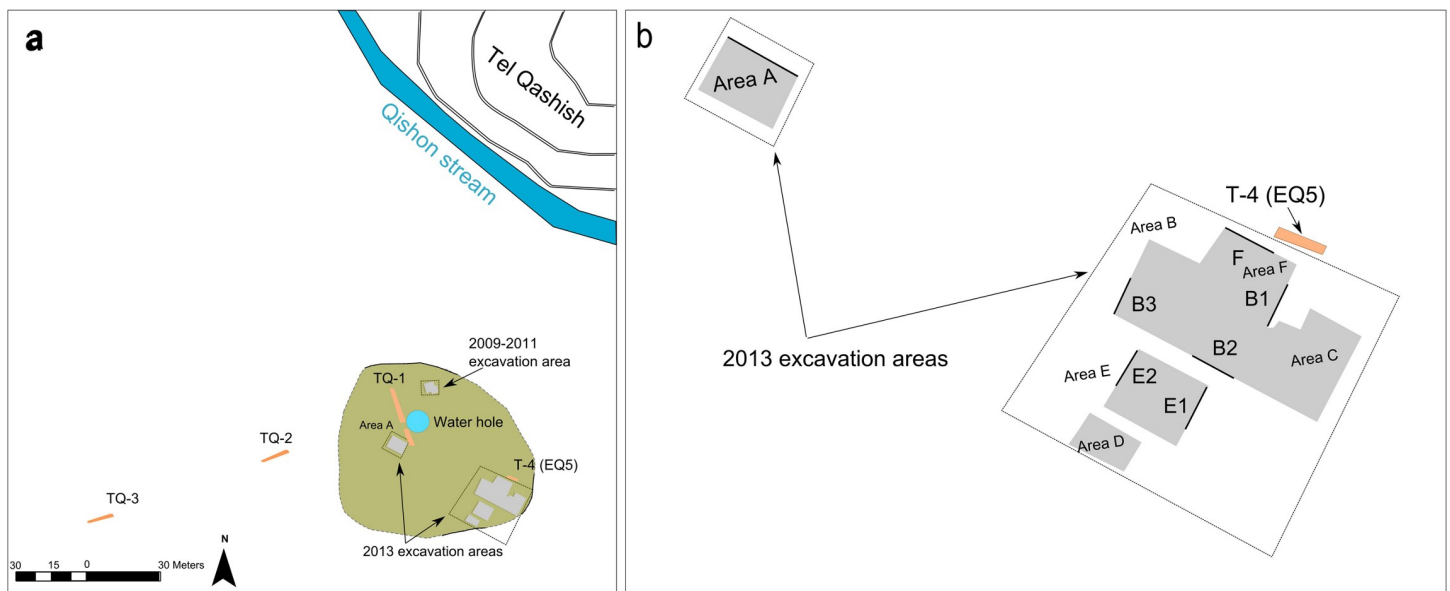 a
Tel Qashish
Qishon stream
2009-2011
excavation area
TQ-1
Water hole
Area A
TQ-2
T-4 (EQ5)
TQ-3
2013 excavation areas
N
30 15 0 30 Meters
b
Area A
T-4 (EQ5)
Area B
F
Area F
B3
B1
2013 excavation areas
B2
Area C
Area E
E2
E1
Area D